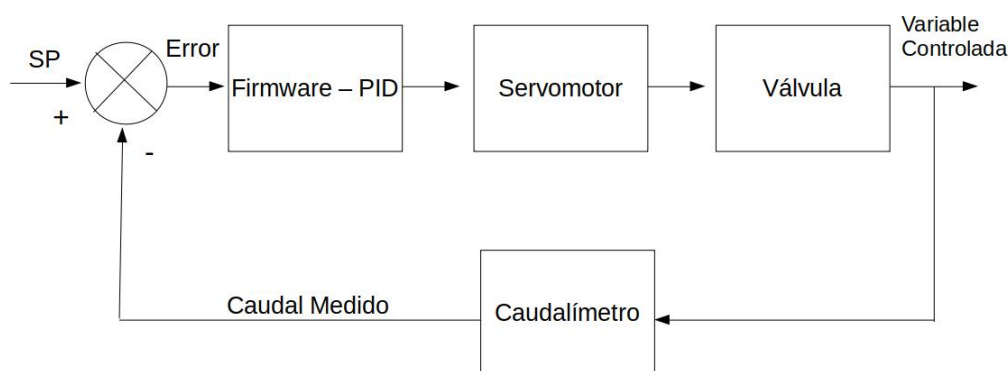 Variable
Controlada
SP
Error
Firmware – PID
Servomotor
Válvula
+
-
Caudal Medido
Caudalímetro